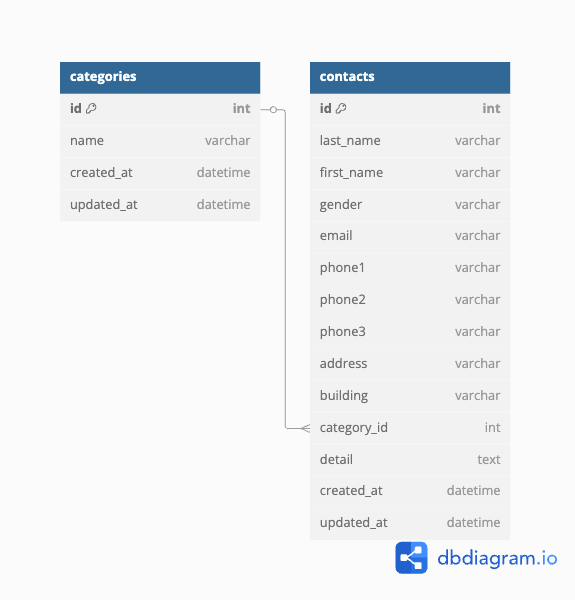 categories
id int
name varchar
created_at datetime
updated_at datetime
contacts
id int
last_name varchar
first_name varchar
gender varchar
email varchar
phone1 varchar
phone2 varchar
phone3 varchar
address varchar
building varchar
category_id int
detail text
created_at datetime
updated_at datetime
dbdiagram.io